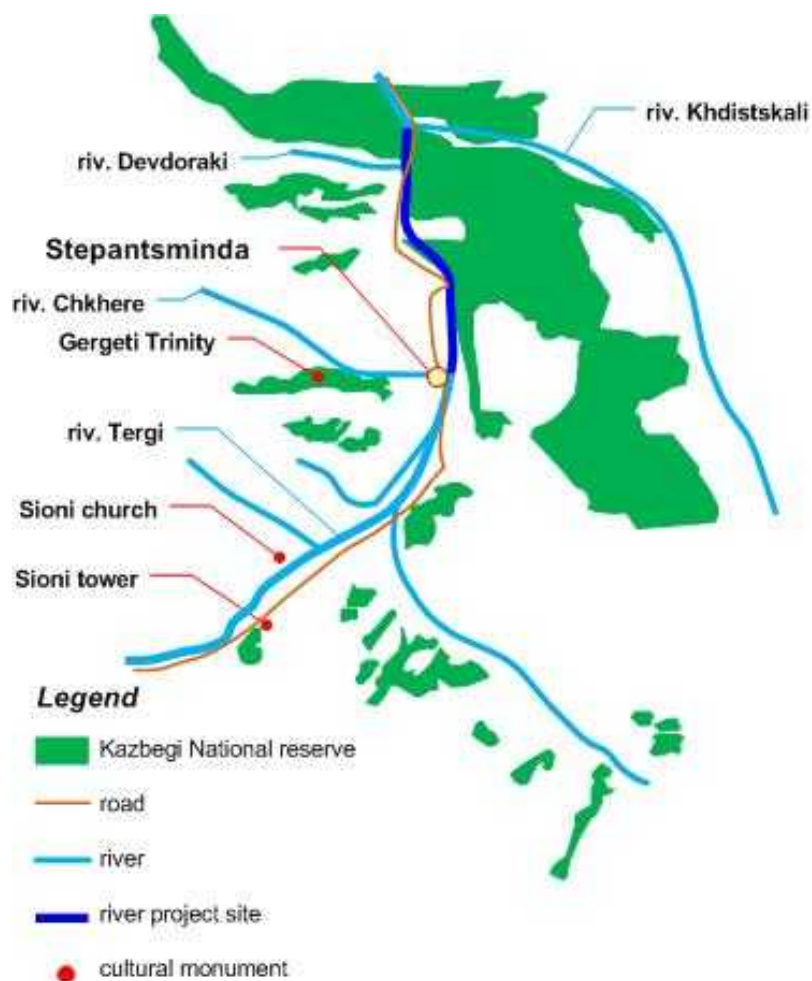 riv. Khdistskali
riv. Devdoraki
Stepantsminda
riv. Chkhere
Gergeti Trinity
riv. Tergi
Sioni church
Sioni tower
Legend
Kazbegi National reserve
road
river
river project site
cultural monument